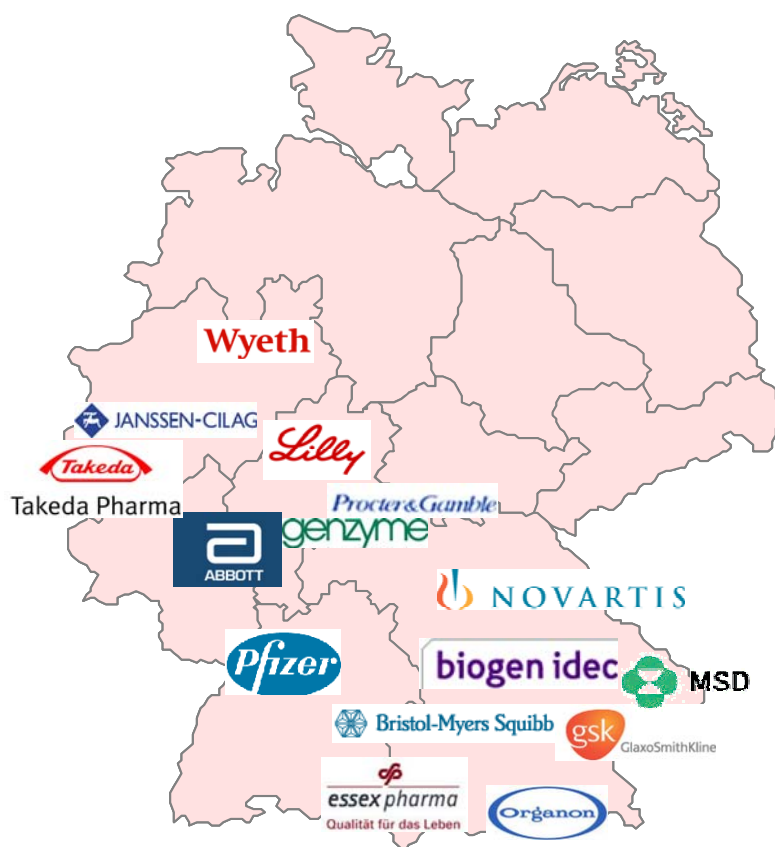 Wyeth
JANSSEN-CILAG
Lilly
Takeda
Takeda Pharma
Procter&Gamble
genzyme
a
ABBOTT
NOVARTIS
Pfizer
biogen idec
MSD
Bristol-Myers Squibb
gsk
GlaxoSmithKline
essex pharma
Qualität für das Leben
Organon